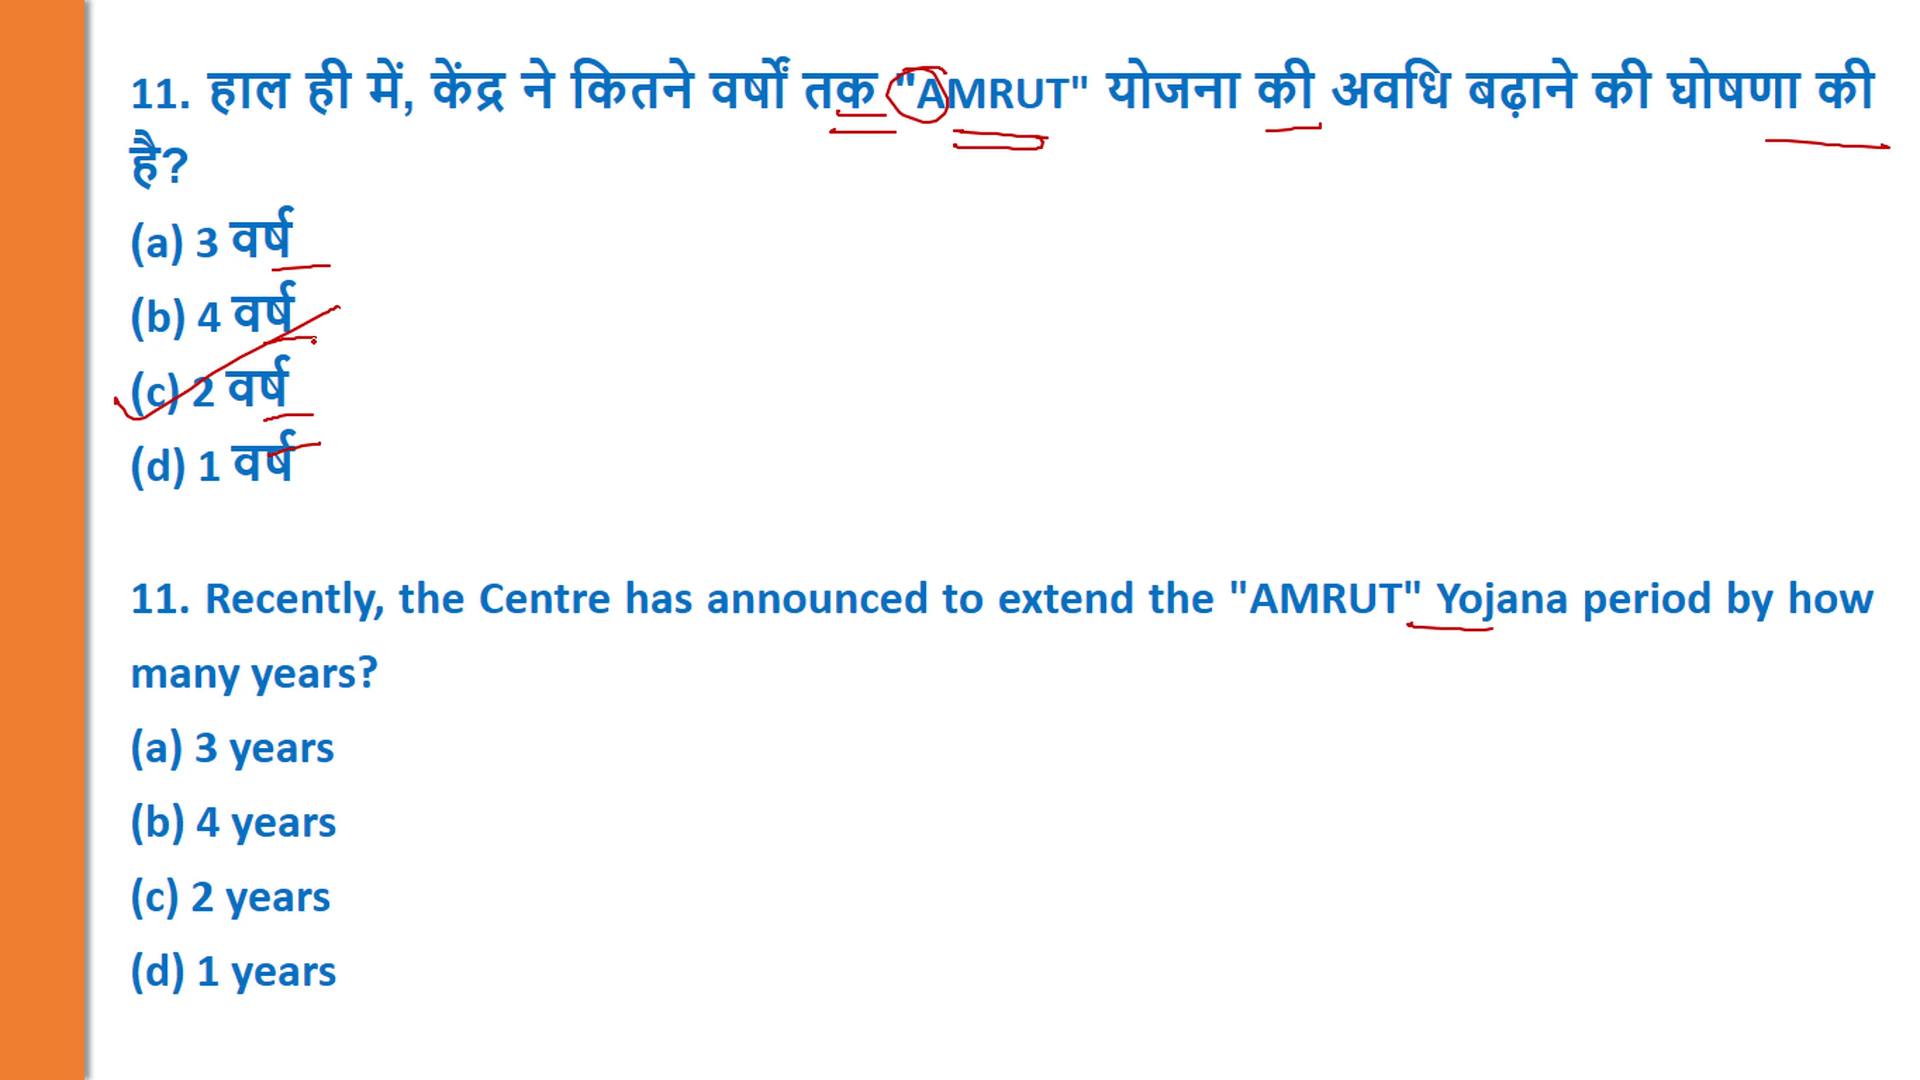 11. हाल ही में, केंद्र ने कितने वर्षों तक "AMRUT" योजना की अवधि बढ़ाने की घोषणा की
है?
(a) 3 वर्ष
(b) 4 वर्ष
(c) 2 वर्ष
(d) 1 वर्ष
11. Recently, the Centre has announced to extend the "AMRUT" Yojana period by how
many years?
(a) 3 years
(b) 4 years
(c) 2 years
(d) 1 years